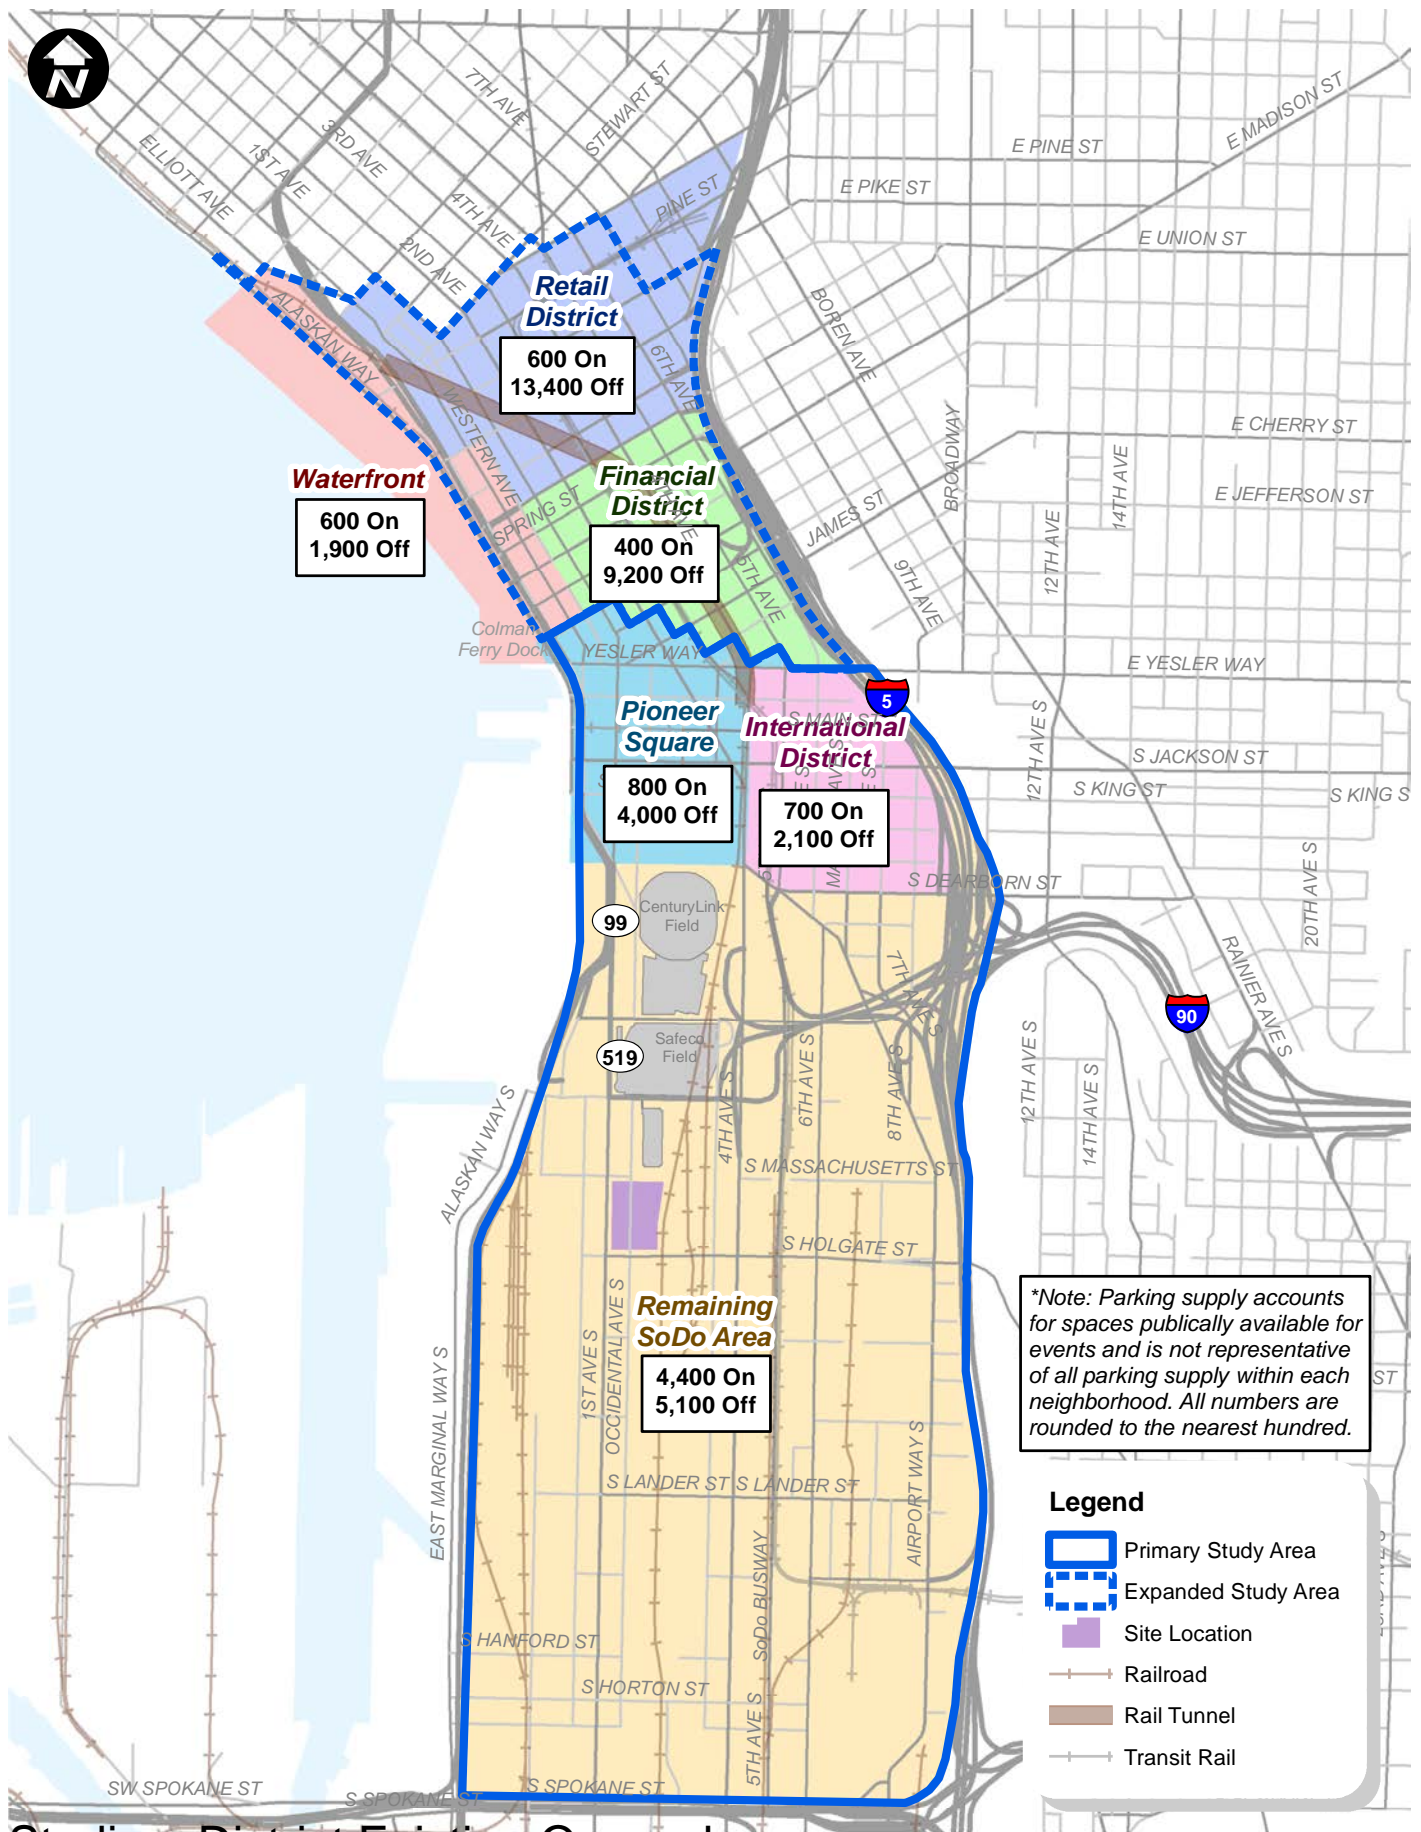 N
7TH AVE
STEWART ST
3RD AVE
1ST AVE
ELLIOTT AVE
4TH AVE
2ND AVE
PINE ST
E PINE ST
E MADISON ST
E PIKE ST
E UNION ST
Retail
District
600 On
13,400 Off
ALASKAN WAY
6TH AVE
BOREN AVE
WESTERN AVE
BROADWAY
E CHERRY ST
14TH AVE
E JEFFERSON ST
Waterfront
600 On
1,900 Off
Financial
District
400 On
9,200 Off
SPRING ST
JAMES ST
5TH AVE
9TH AVE
12TH AVE
Colman
Ferry Dock
YESLER WAY
E YESLER WAY
5
Pioneer
Square
800 On
4,000 Off
S MAIN ST
International
District
700 On
2,100 Off
12TH AVE S
S JACKSON ST
S KING ST
S KING S
S DEARBORN ST
20TH AVE S
99
CenturyLink
Field
7TH AVE S
RAINIER AVE S
90
519
Safeco
Field
4TH AVE S
6TH AVE S
8TH AVE S
12TH AVE S
14TH AVE S
ALASKAN WAY S
S MASSACHUSETTS ST
S HOLGATE ST
Remaining
SoDo Area
4,400 On
5,100 Off
1ST AVE S
OCCIDENTAL AVE S
EAST MARGINAL WAY S
*Note: Parking supply accounts
for spaces publically available for
events and is not representative
of all parking supply within each
neighborhood. All numbers are
rounded to the nearest hundred.
ST
S LANDER ST
S LANDER ST
AIRPORT WAY S
SoDo BUSWAY
S HANFORD ST
S HORTON ST
5TH AVE S
SW SPOKANE ST
S SPOKANE ST
S SPOKANE ST
Legend
Primary Study Area
Expanded Study Area
Site Location
Railroad
Rail Tunnel
Transit Rail